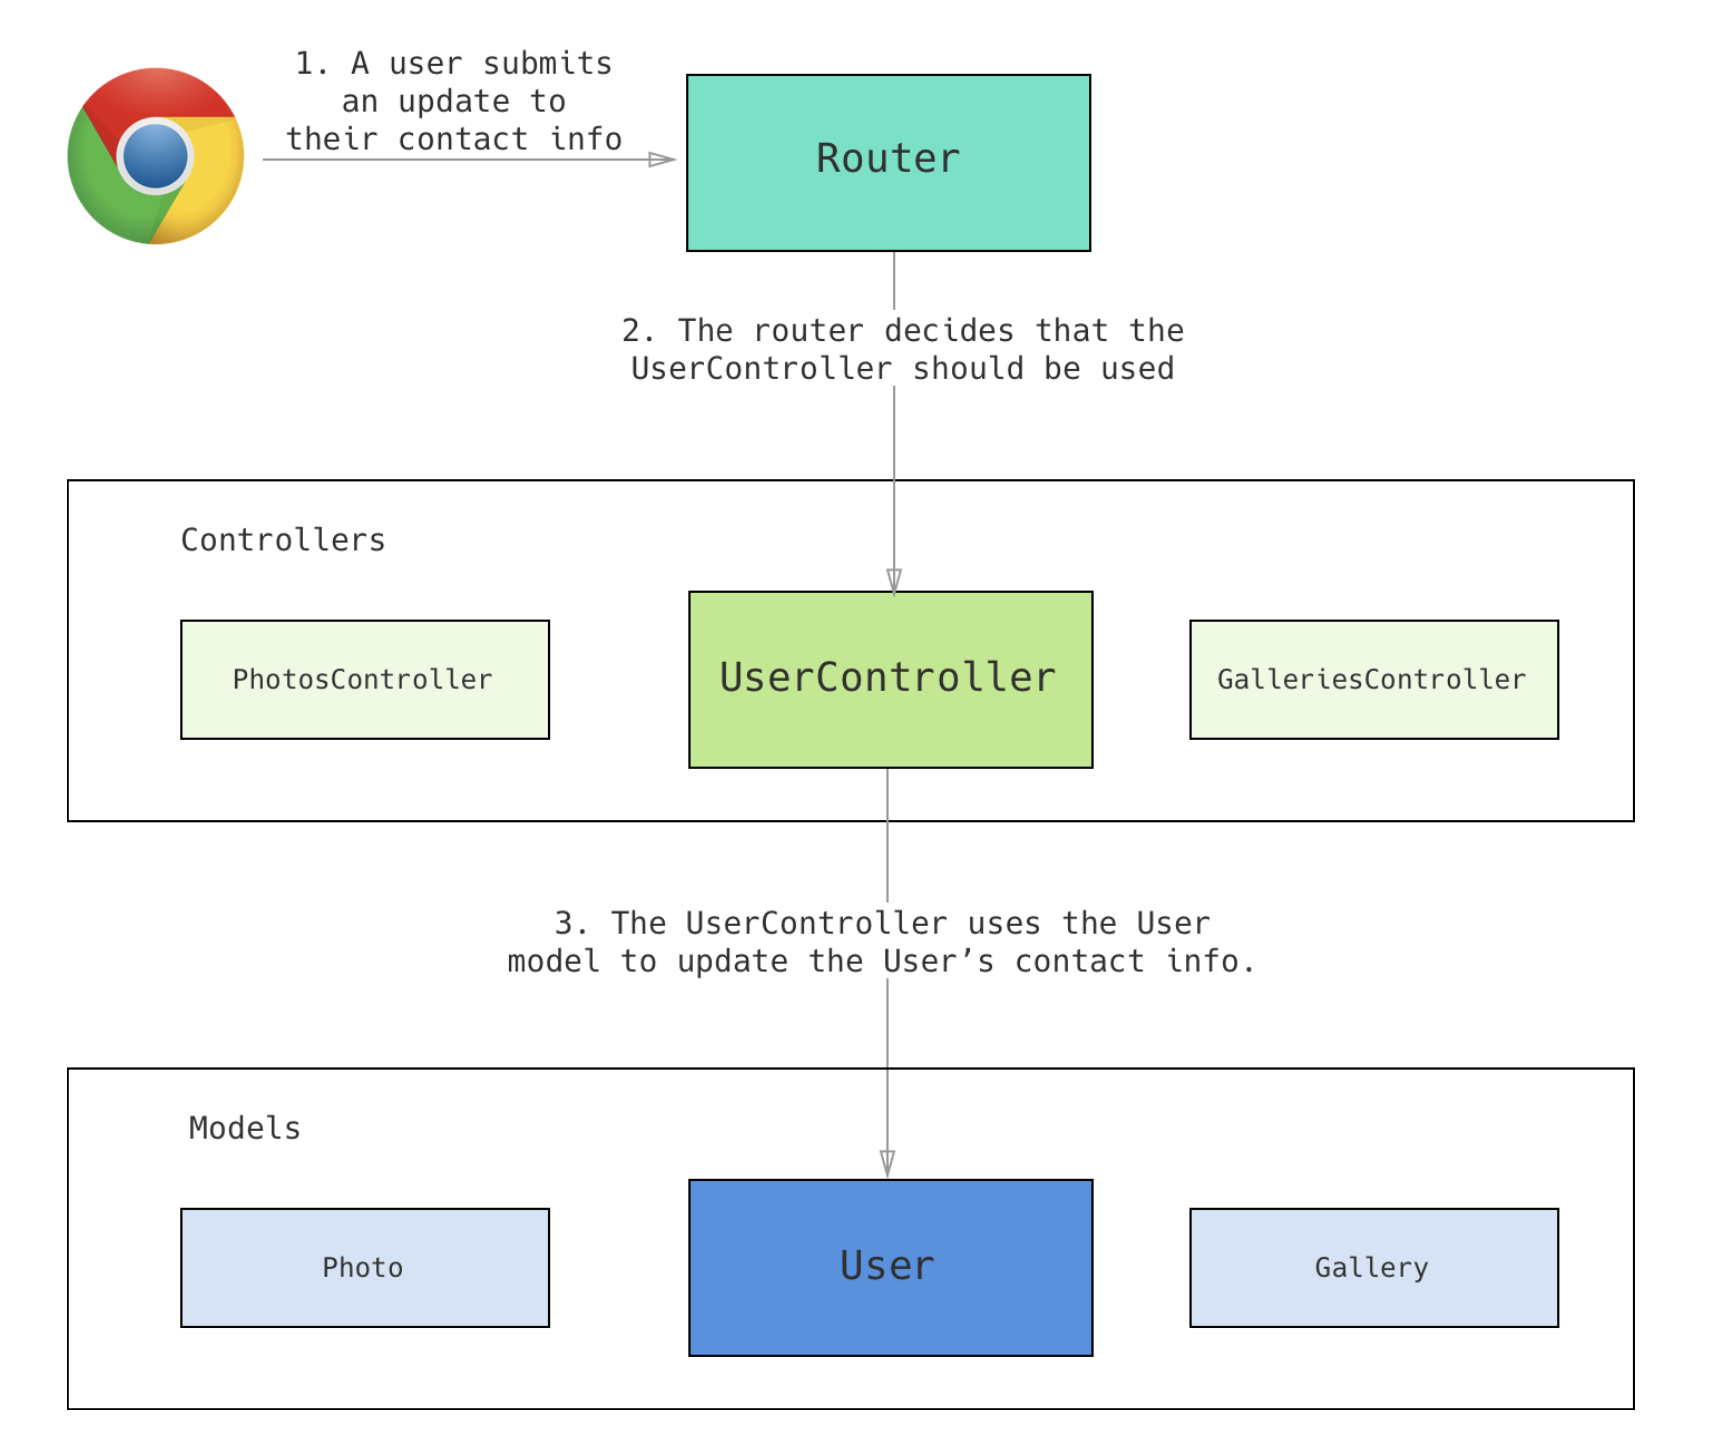 1. A user submits
an update to
their contact info
Router
2. The router decides that the
UserController should be used
Controllers
PhotosController
UserController
GalleriesController
3. The UserController uses the User
model to update the User’s contact info.
Models
Photo
User
Gallery